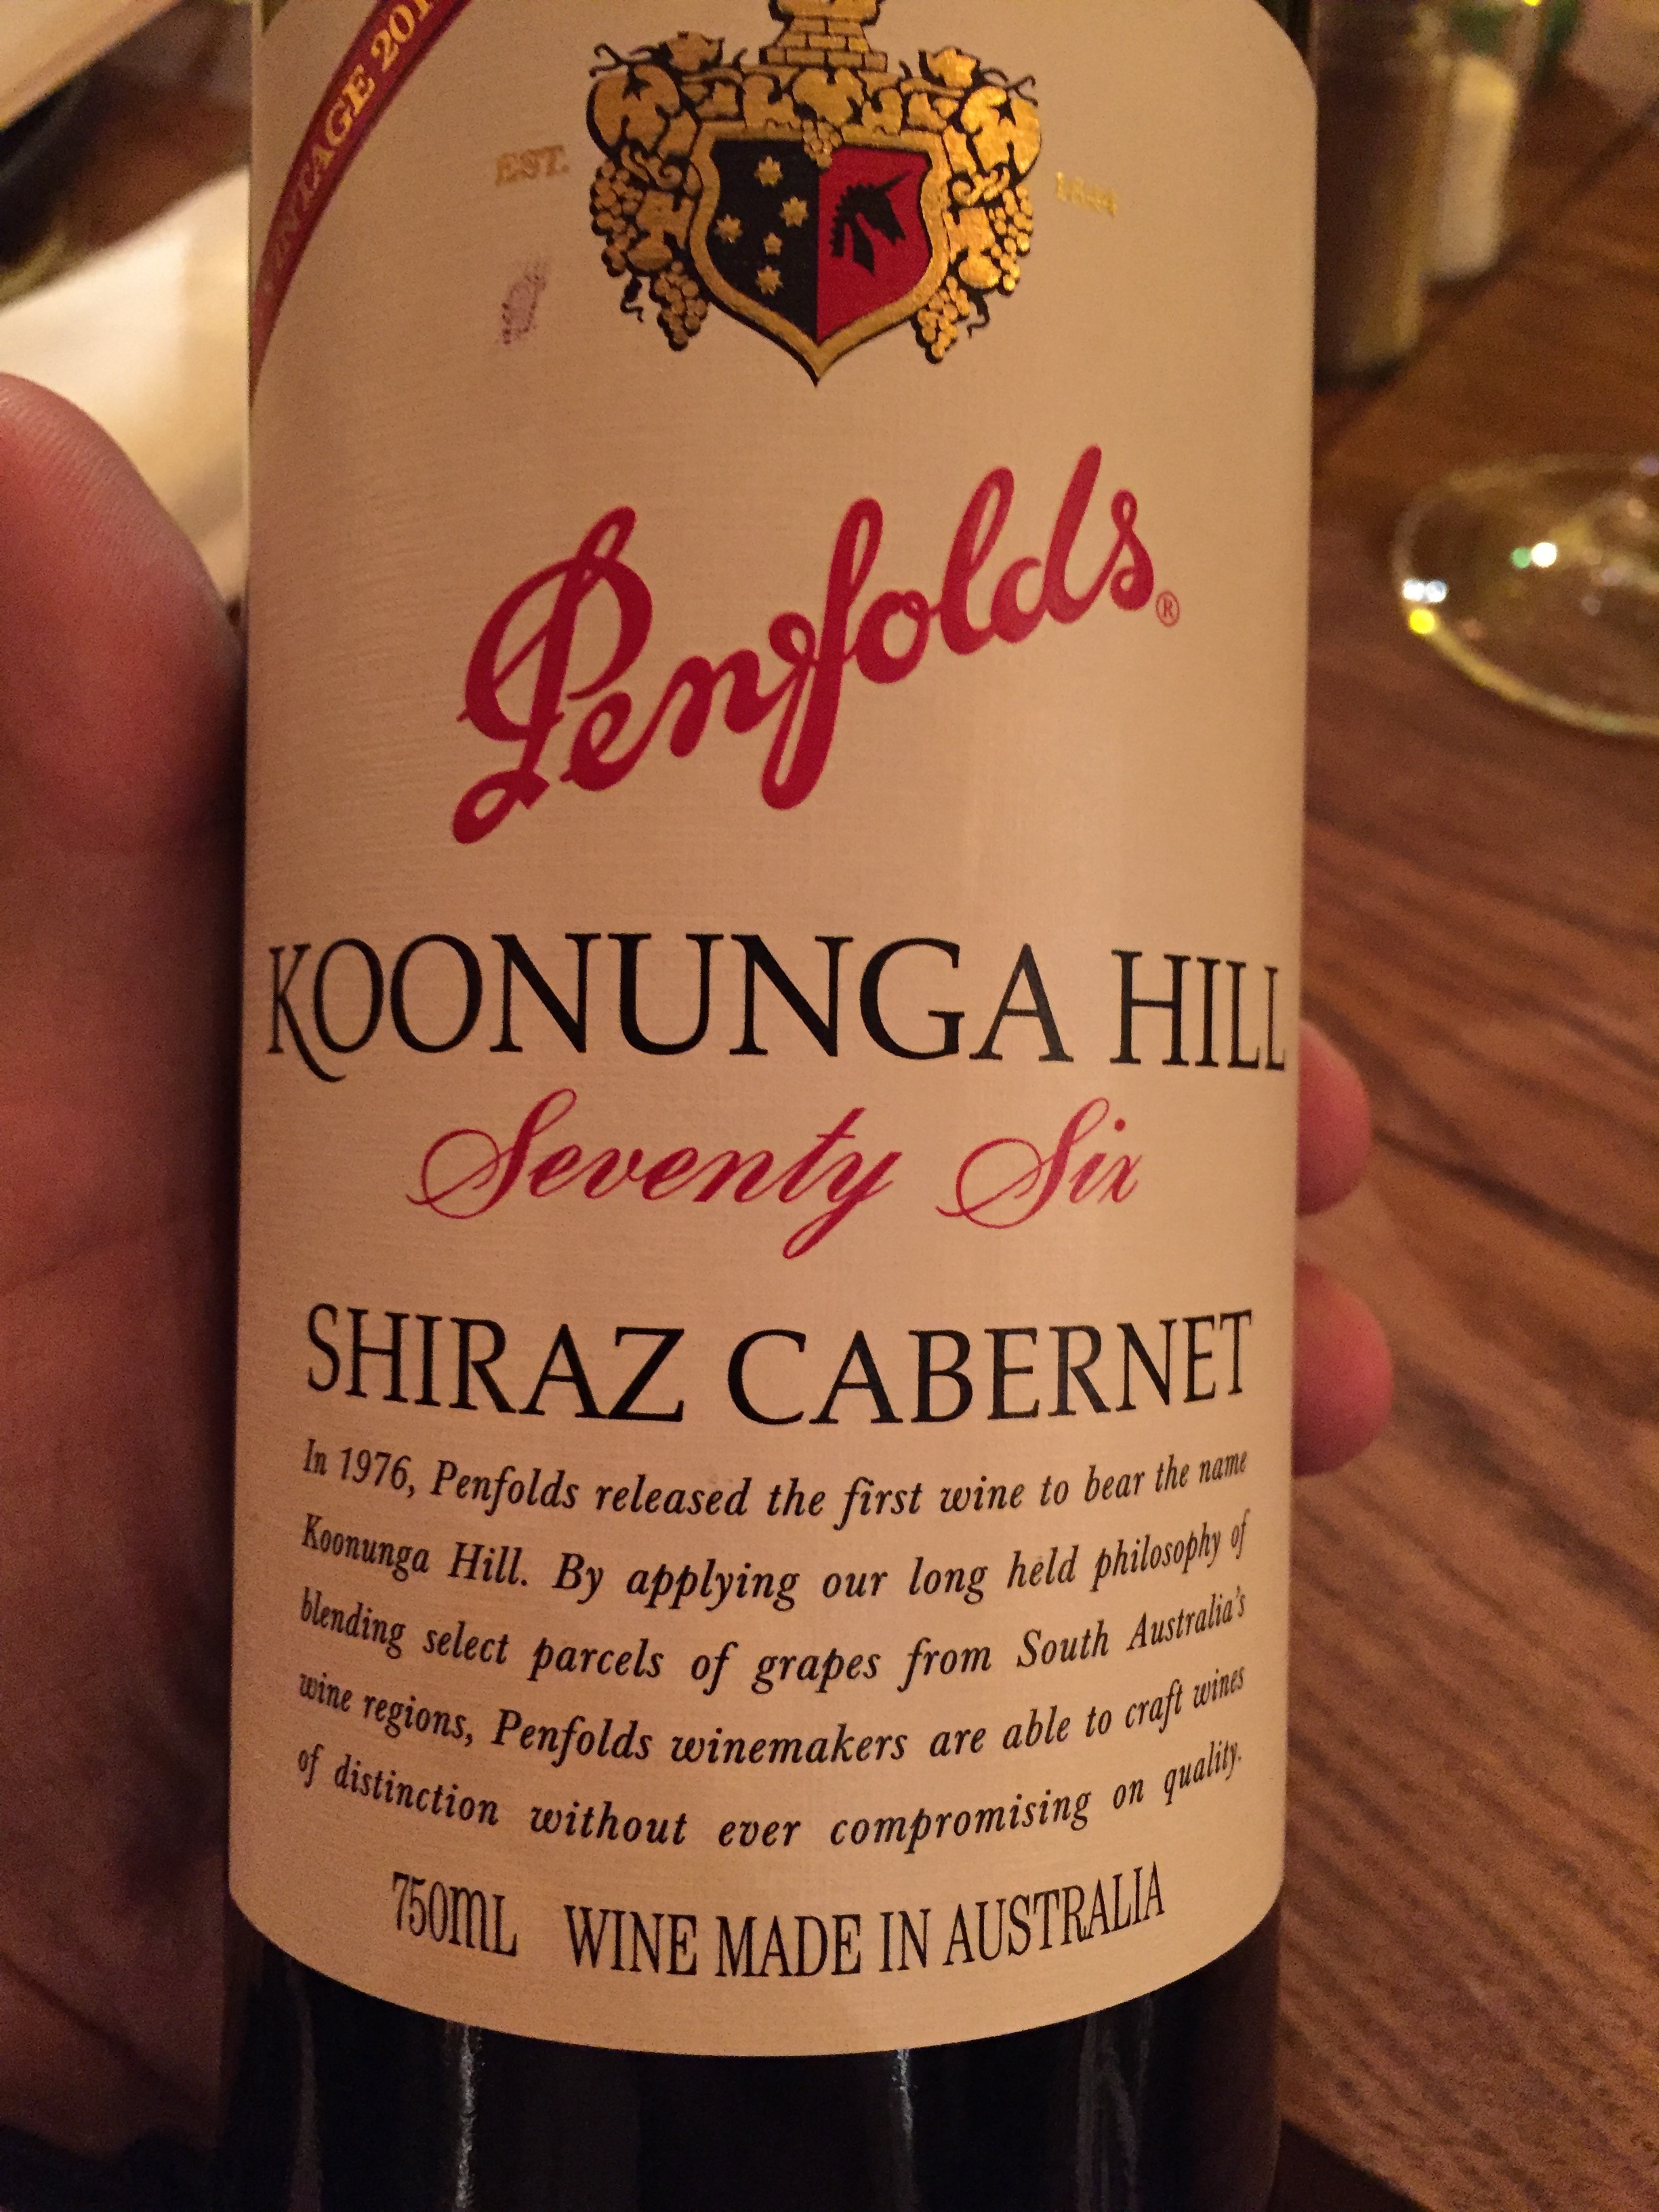 VINTAGE
EST.
Penfolds®
KOONUNGA HILL
Seventy Six
SHIRAZ CABERNET
In 1976, Penfolds released the first wine to bear the name
Koonunga Hill. By applying our long held philosophy of
blending select parcels of grapes from South Australia's
wine regions, Penfolds winemakers are able to craft wines
of distinction without ever compromising on quality.
750mL WINE MADE IN AUSTRALIA